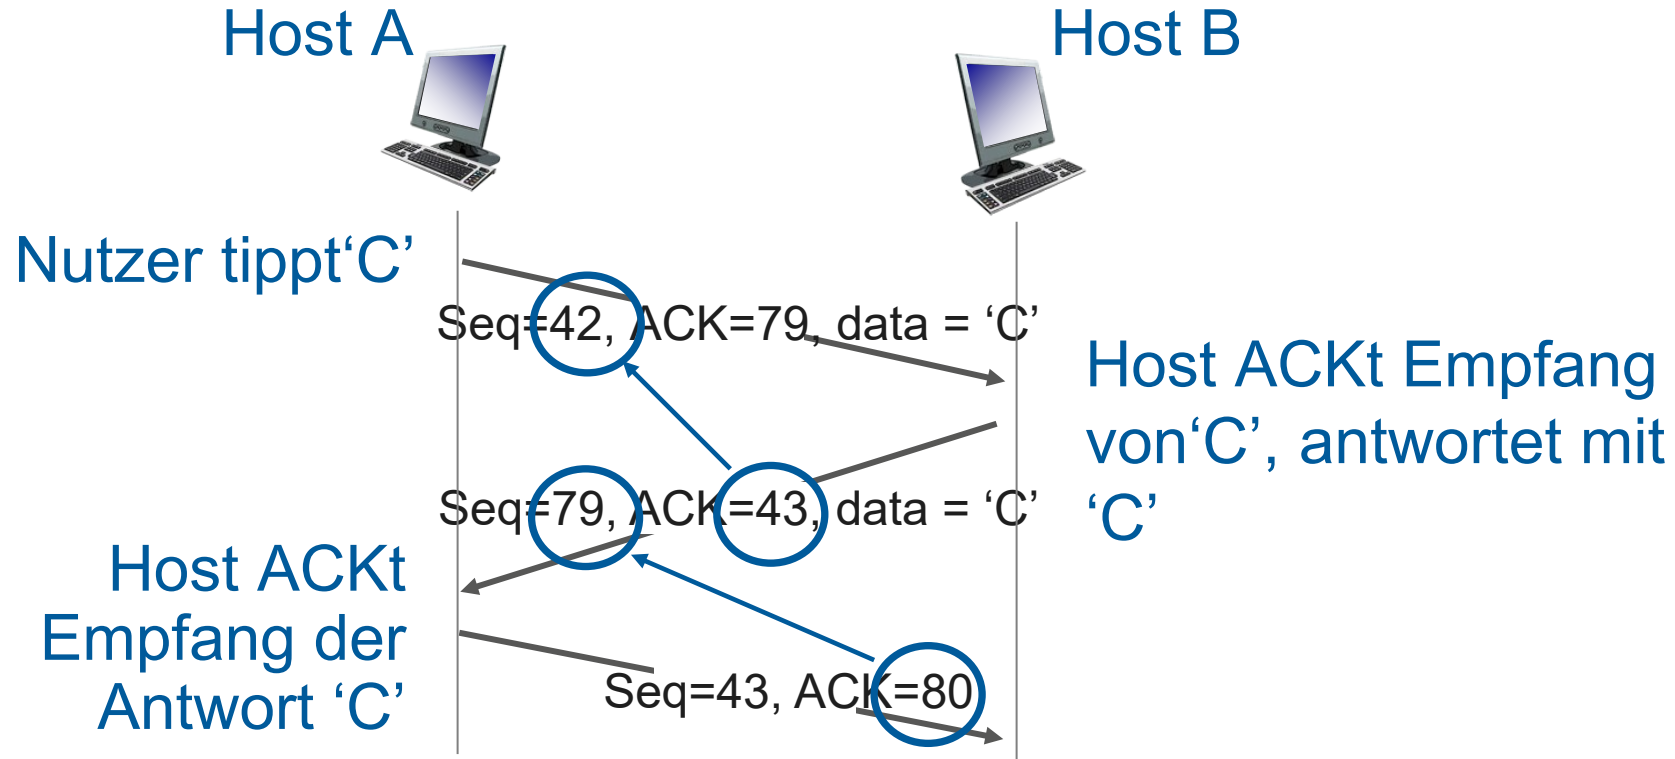 Host A
Host B
Nutzer tippt‘C’
Seq=42, ACK=79, data = ‘C’
Host ACKt Empfang
von‘C’, antwortet mit
‘C’
Seq=79, ACK=43, data = ‘C’
Host ACKt
Empfang der
Antwort ‘C’
Seq=43, ACK=80